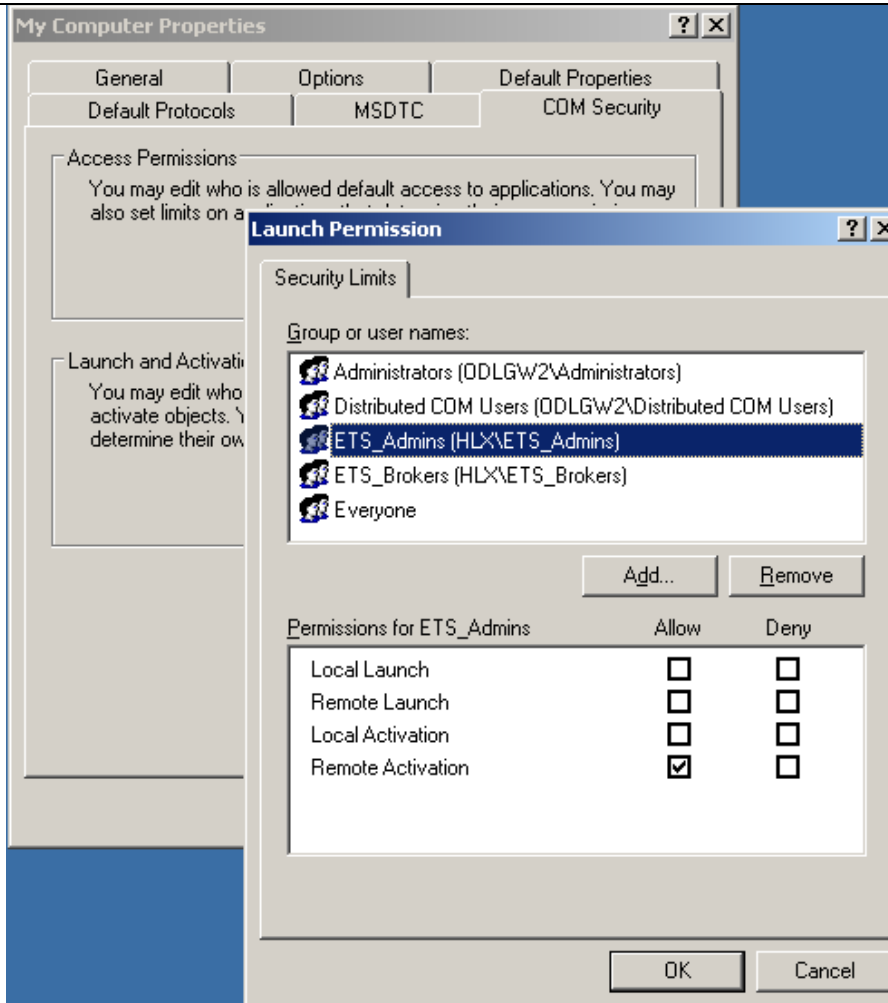 My Computer Properties
General Options Default Properties
Default Protocols MSDTC COM Security
Access Permissions
You may edit who is allowed default access to applications. You may
also set limits on a
Launch Permission
Security Limits
Group or user names:
Administrators (ODLGW2\Administrators)
Distributed COM Users (ODLGW2\Distributed COM Users)
ETS_Admins (HLX\ETS_Admins)
ETS_Brokers (HLX\ETS_Brokers)
Everyone
Add... Remove
Permissions for ETS_Admins Allow Deny
Local Launch
Remote Launch
Local Activation
Remote Activation
OK Cancel
Launch and Activati
You may edit who
activate objects. Y
determine their ow